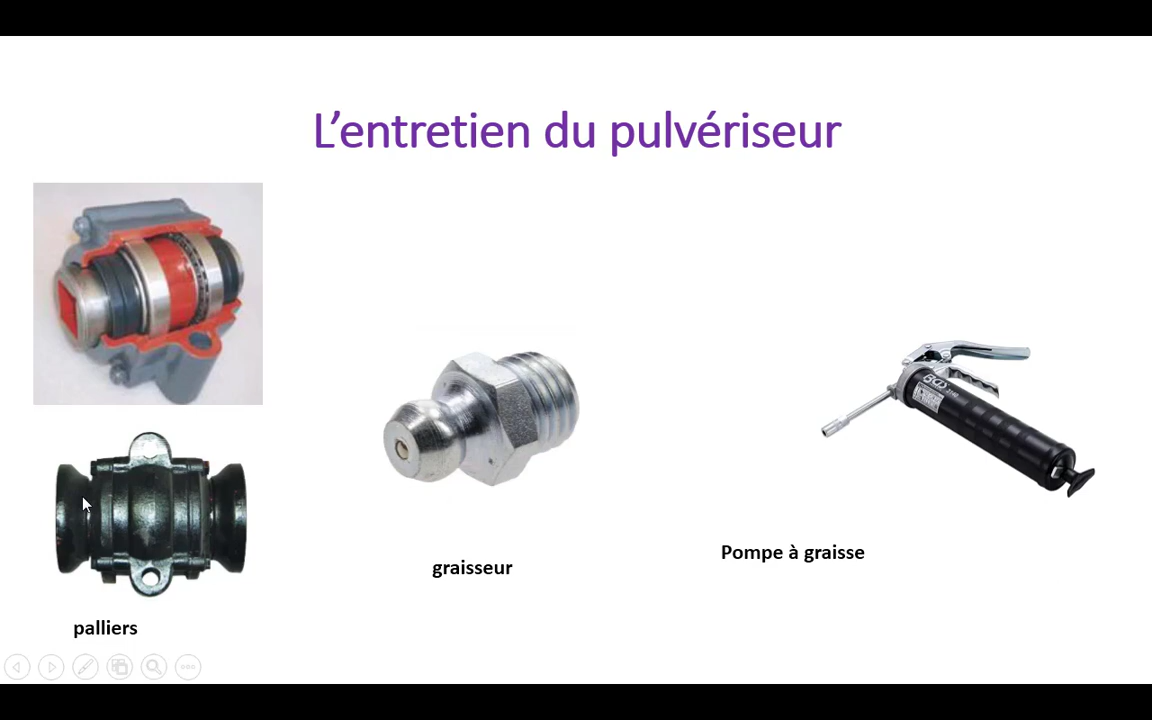 L'entretien du pulvériseur
palliers
graisseur
Pompe à graisse